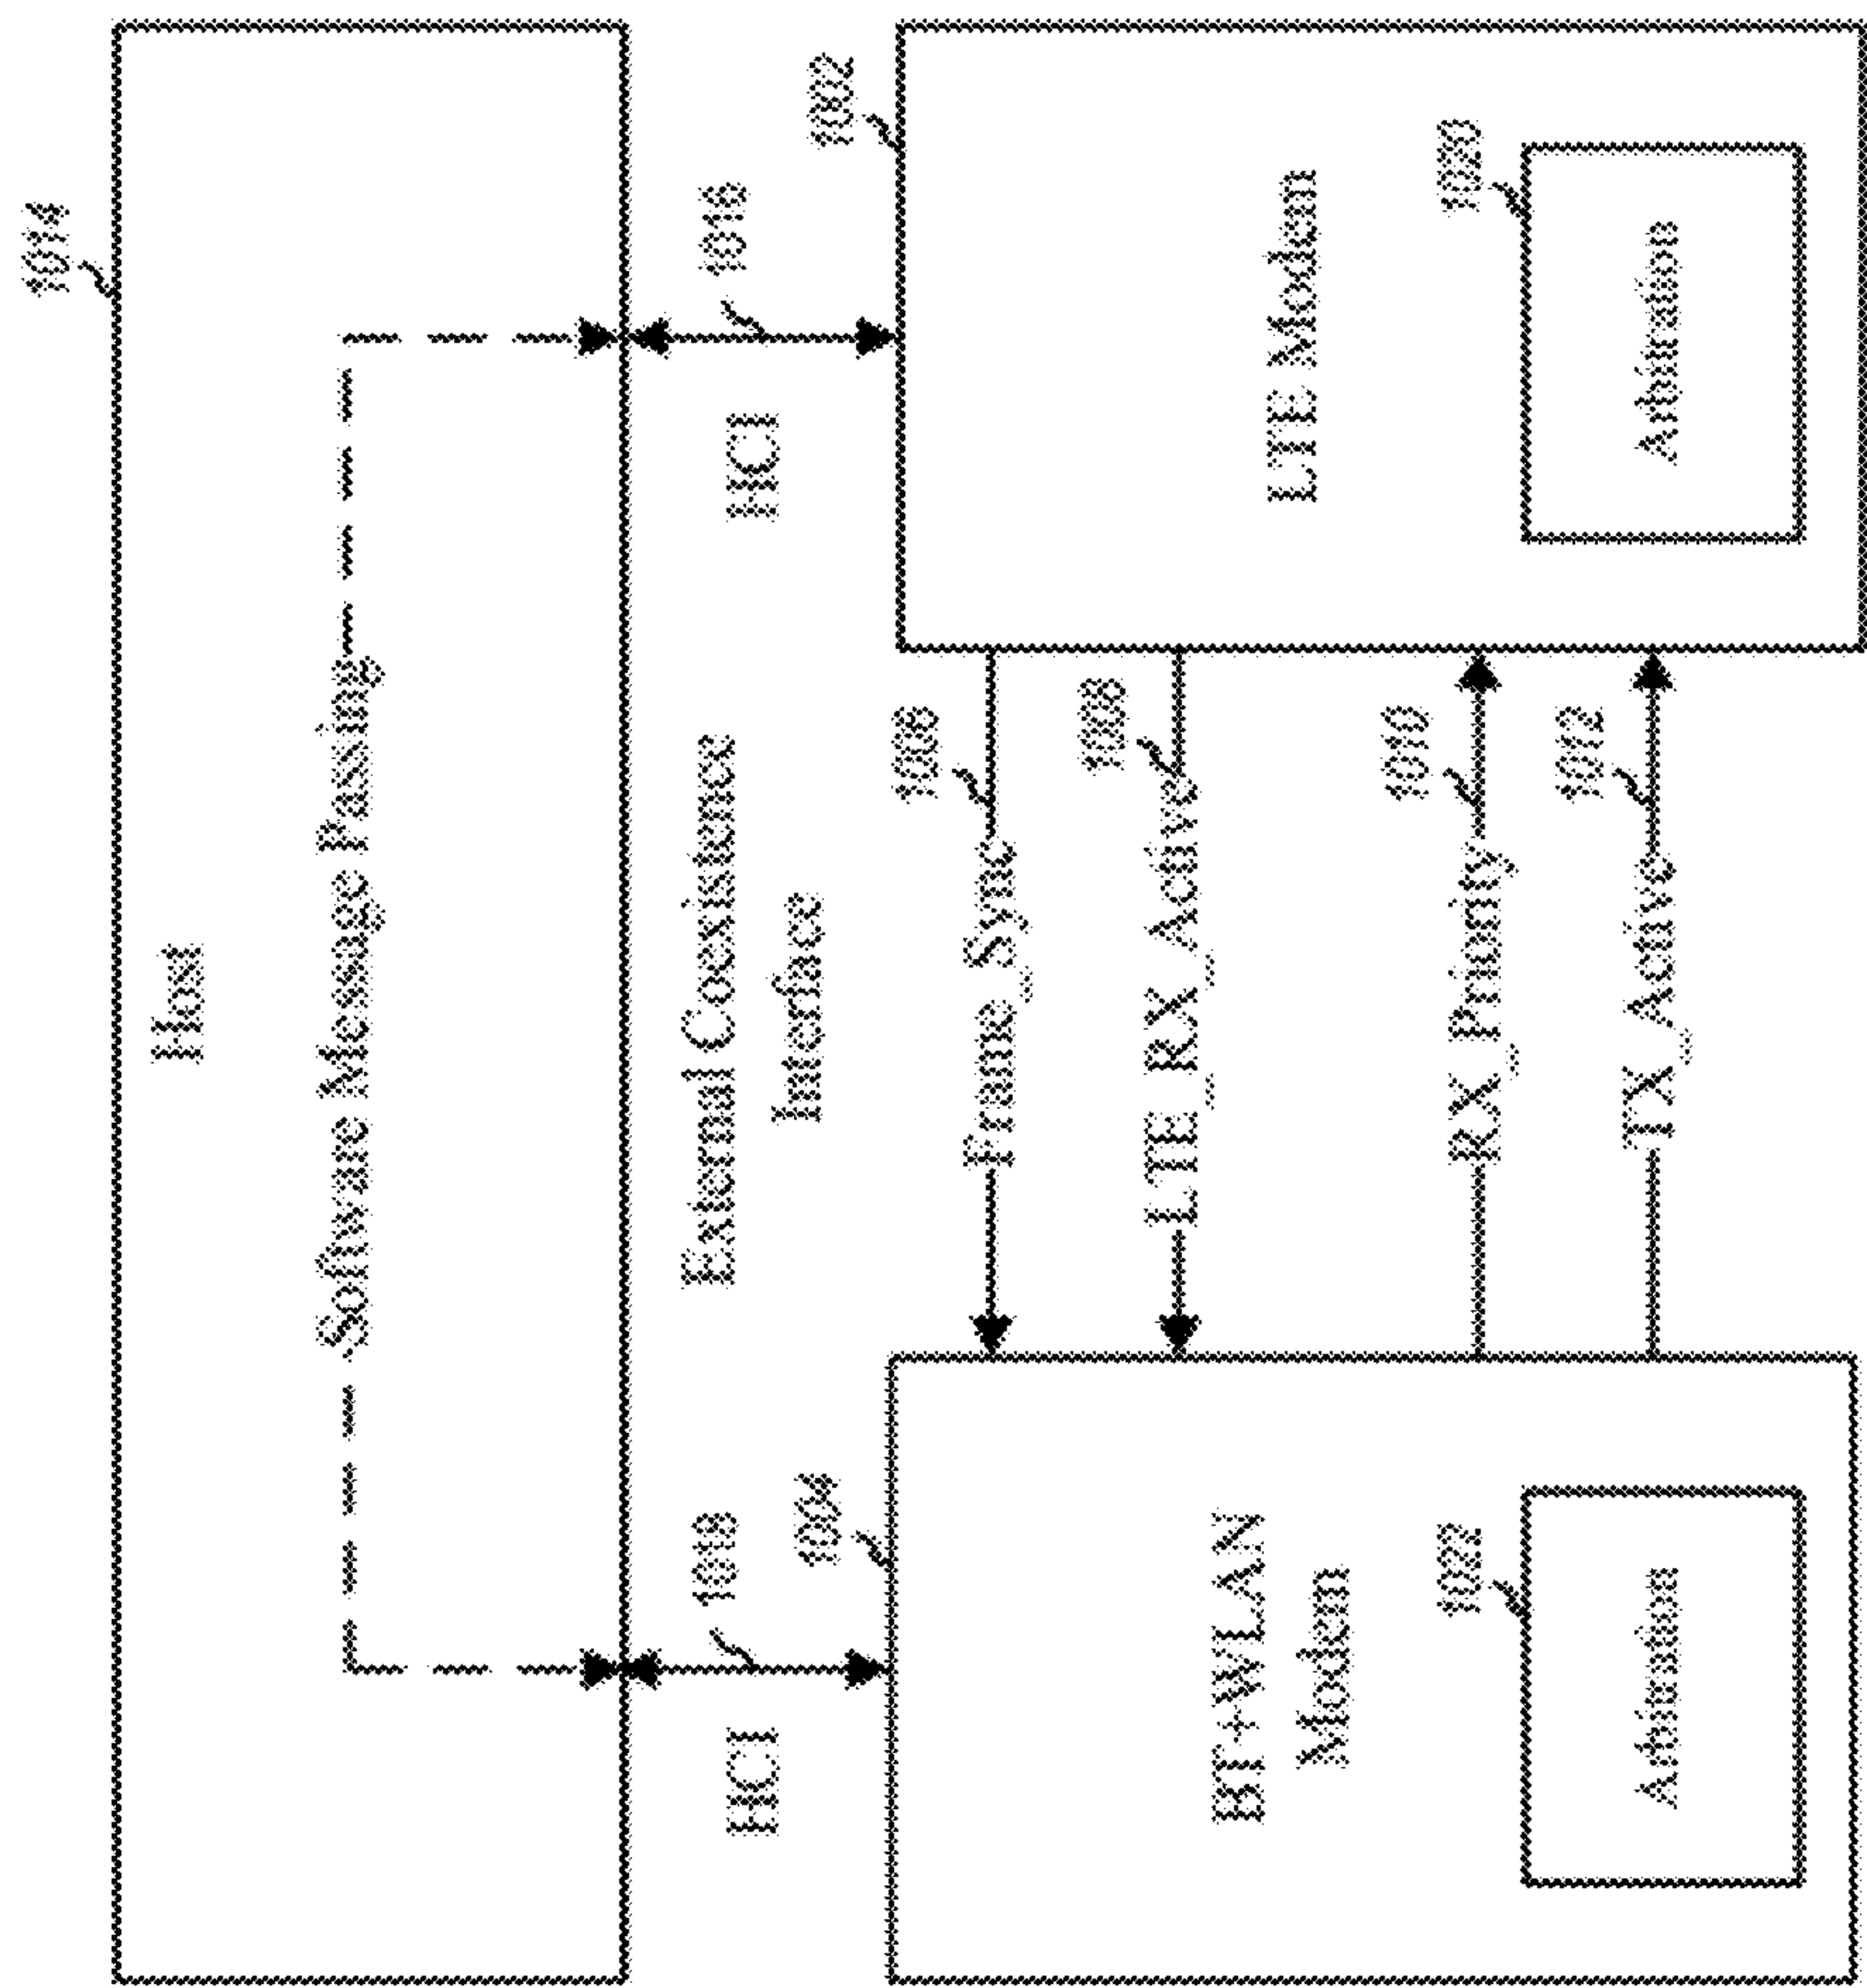 1014
Host
Software Message Passing
1018
HCI
External Coexistence
Interface
1016
HCI
1004
BT+WLAN
Modem
1022
Arbitration
1006
Frame_Sync
1008
LTE_RX_Active
1010
RX_Priority
1012
TX_Active
1002
LTE Modem
1020
Arbitration